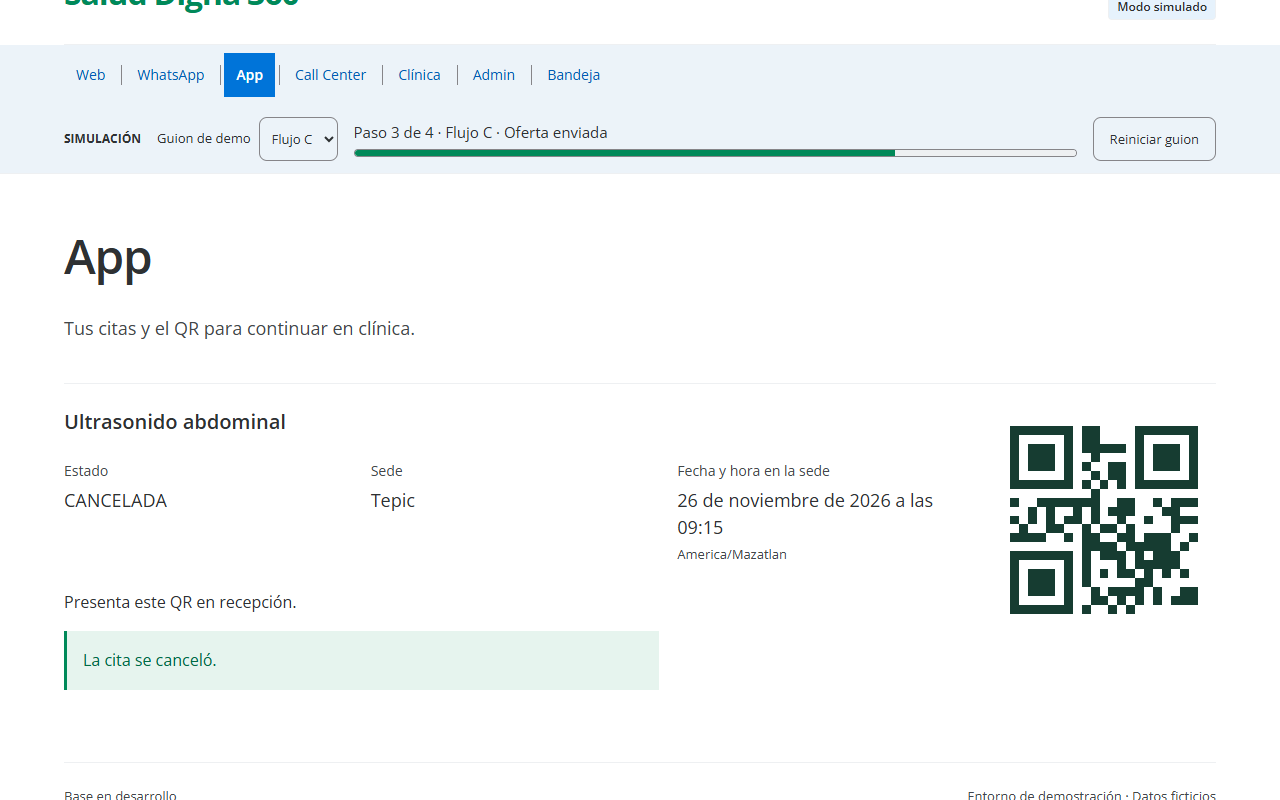 Salud Digna 360
Modo simulado
Web
WhatsApp
App
Call Center
Clínica
Admin
Bandeja
SIMULACIÓN
Guion de demo
Flujo C
Paso 3 de 4 · Flujo C · Oferta enviada
Reiniciar guion
App
Tus citas y el QR para continuar en clínica.
Ultrasonido abdominal
Estado
CANCELADA
Sede
Tepic
Fecha y hora en la sede
26 de noviembre de 2026 a las
09:15
America/Mazatlan
Presenta este QR en recepción.
La cita se canceló.
Base en desarrollo
Entorno de demostración · Datos ficticios